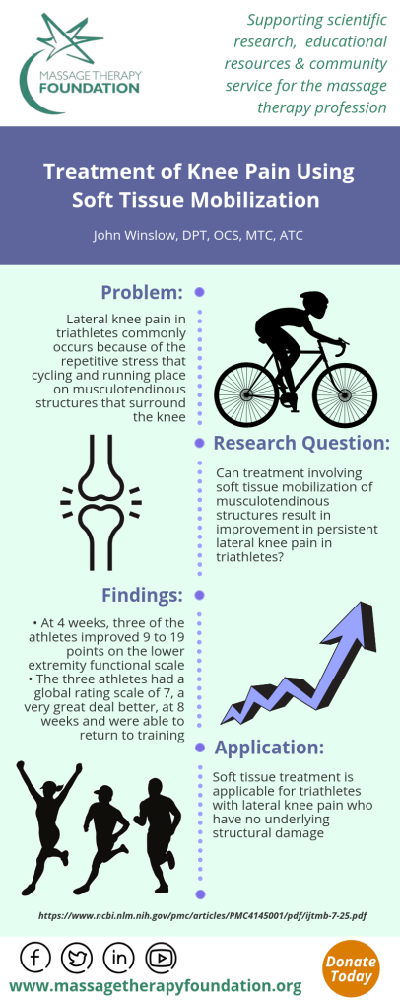 MASSAGE THERAPY
FOUNDATION
Supporting scientific
research, educational
resources & community
service for the massage
therapy profession
Treatment of Knee Pain Using
Soft Tissue Mobilization
John Winslow, DPT, OCS, MTC, ATC
Problem:
Lateral knee pain in
triathletes commonly
occurs because of the
repetitive stress that
cycling and running place
on musculotendinous
structures that surround
the knee
Research Question:
Can treatment involving
soft tissue mobilization of
musculotendinous
structures result in
improvement in persistent
lateral knee pain in
triathletes?
Findings:
• At 4 weeks, three of the
athletes improved 9 to 19
points on the lower
extremity functional scale
• The three athletes had a
global rating scale of 7, a
very great deal better, at 8
weeks and were able to
return to training
Application:
Soft tissue treatment is
applicable for triathletes
with lateral knee pain who
have no underlying
structural damage
https://www.ncbi.nlm.nih.gov/pmc/articles/PMC4145001/pdf/ijtmb-7-25.pdf
f
in
www.massagetherapyfoundation.org
Donate
Today